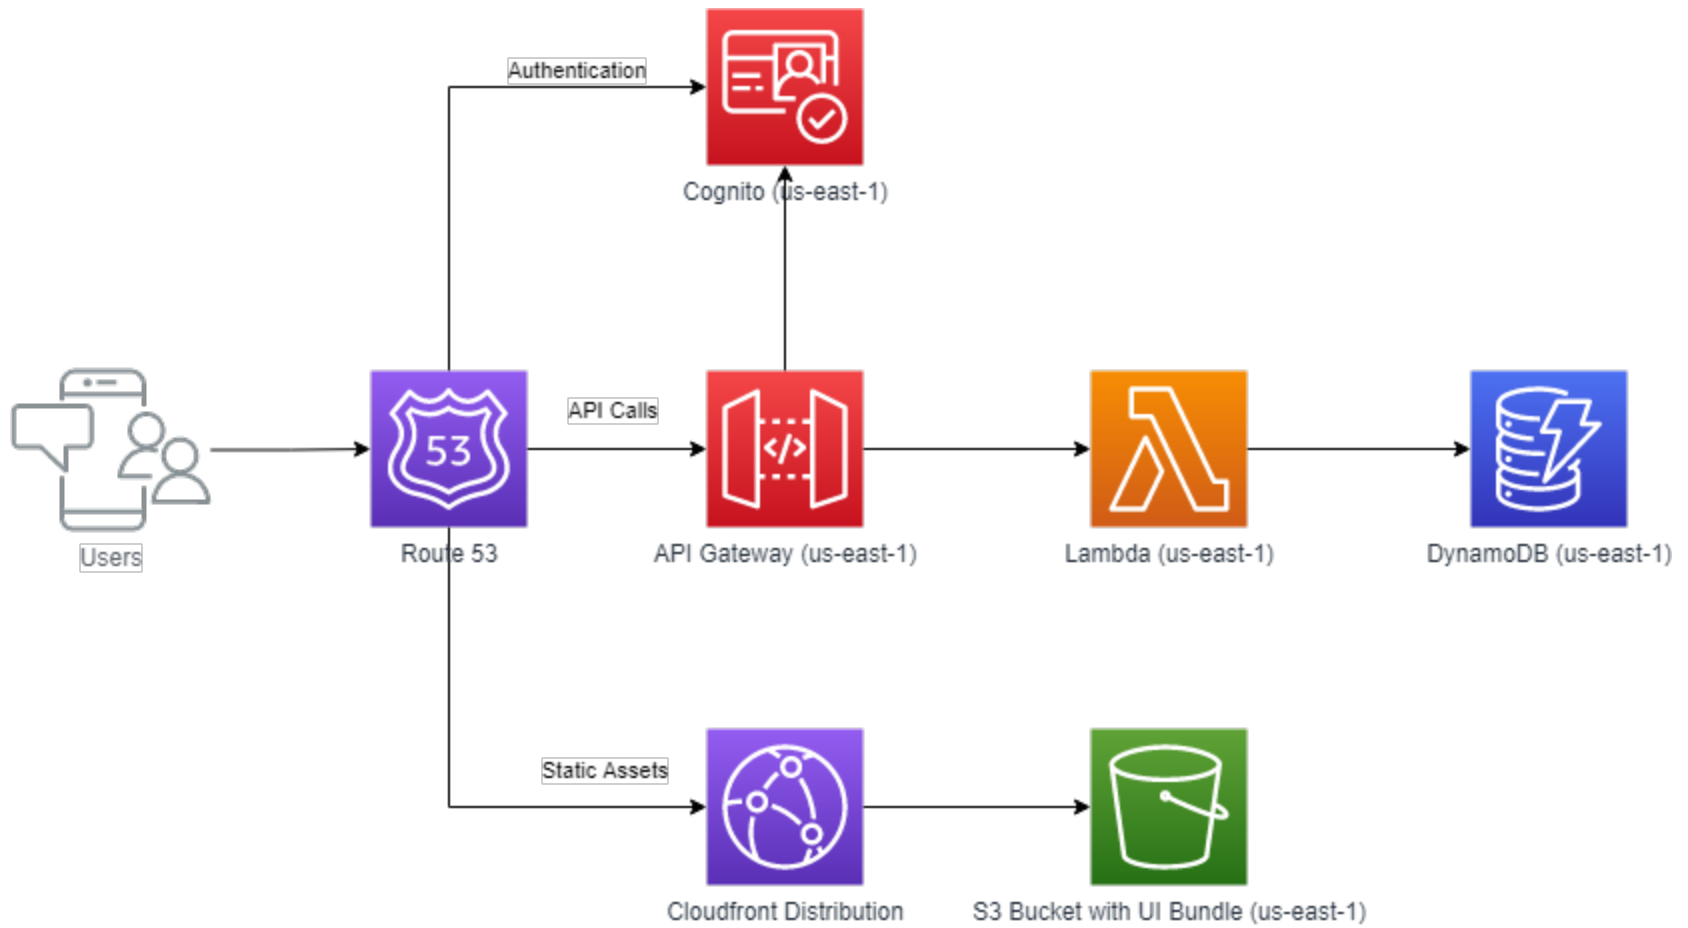 Authentication
Cognito (us-east-1)
API Calls
53
</>
Users
Route 53
API Gateway (us-east-1)
Lambda (us-east-1)
DynamoDB (us-east-1)
Static Assets
Cloudfront Distribution
S3 Bucket with UI Bundle (us-east-1)